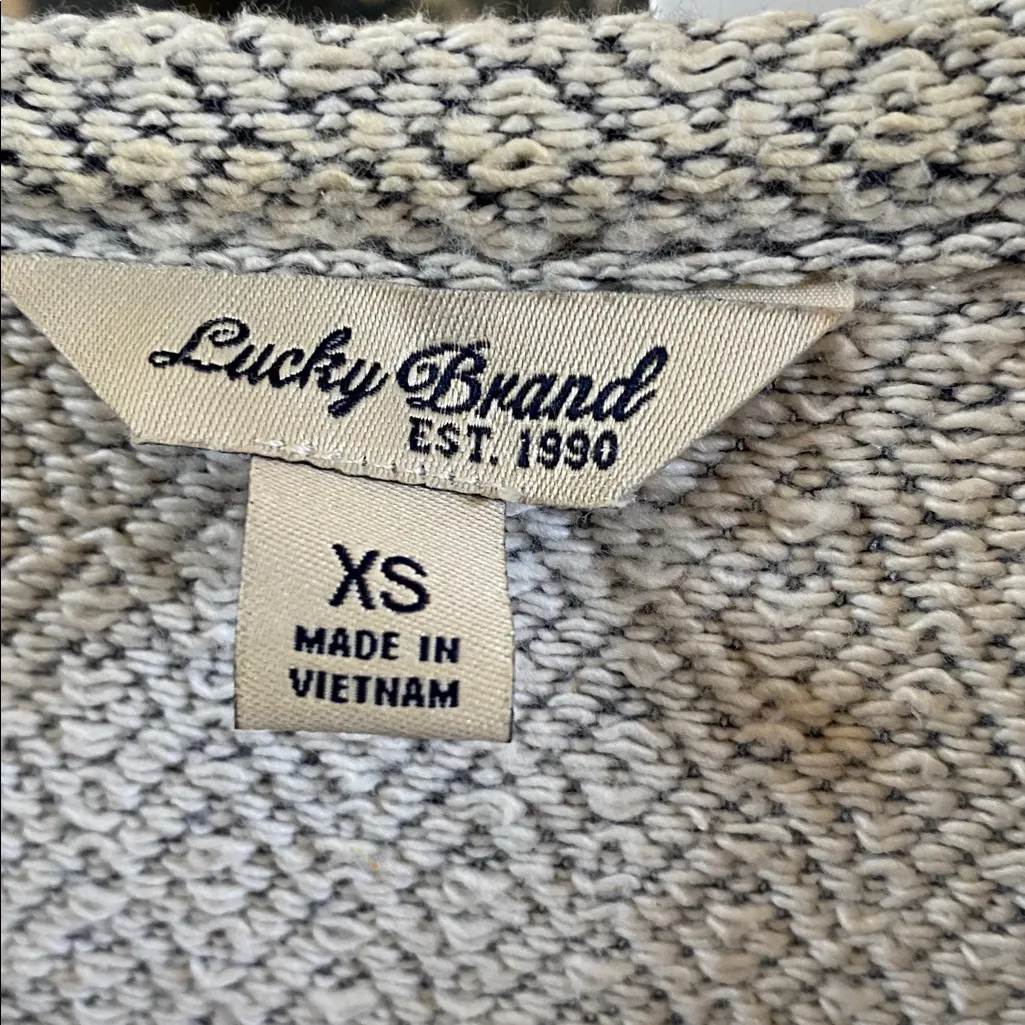 Lucky Brand
EST. 1990
XS
MADE IN
VIETNAM